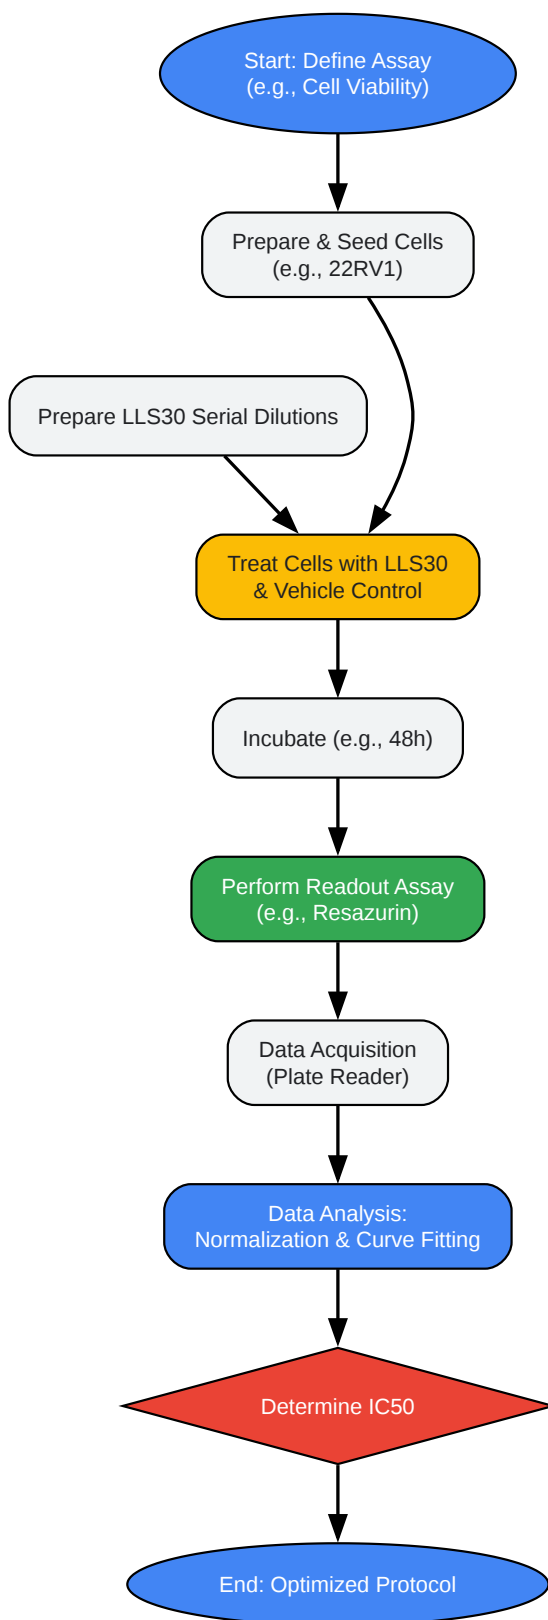 Start: Define Assay
(e.g., Cell Viability)
Prepare & Seed Cells
(e.g., 22RV1)
Prepare LLS30 Serial Dilutions
Treat Cells with LLS30
& Vehicle Control
Incubate (e.g., 48h)
Perform Readout Assay
(e.g., Resazurin)
Data Acquisition
(Plate Reader)
Data Analysis:
Normalization & Curve Fitting
Determine IC50
End: Optimized Protocol